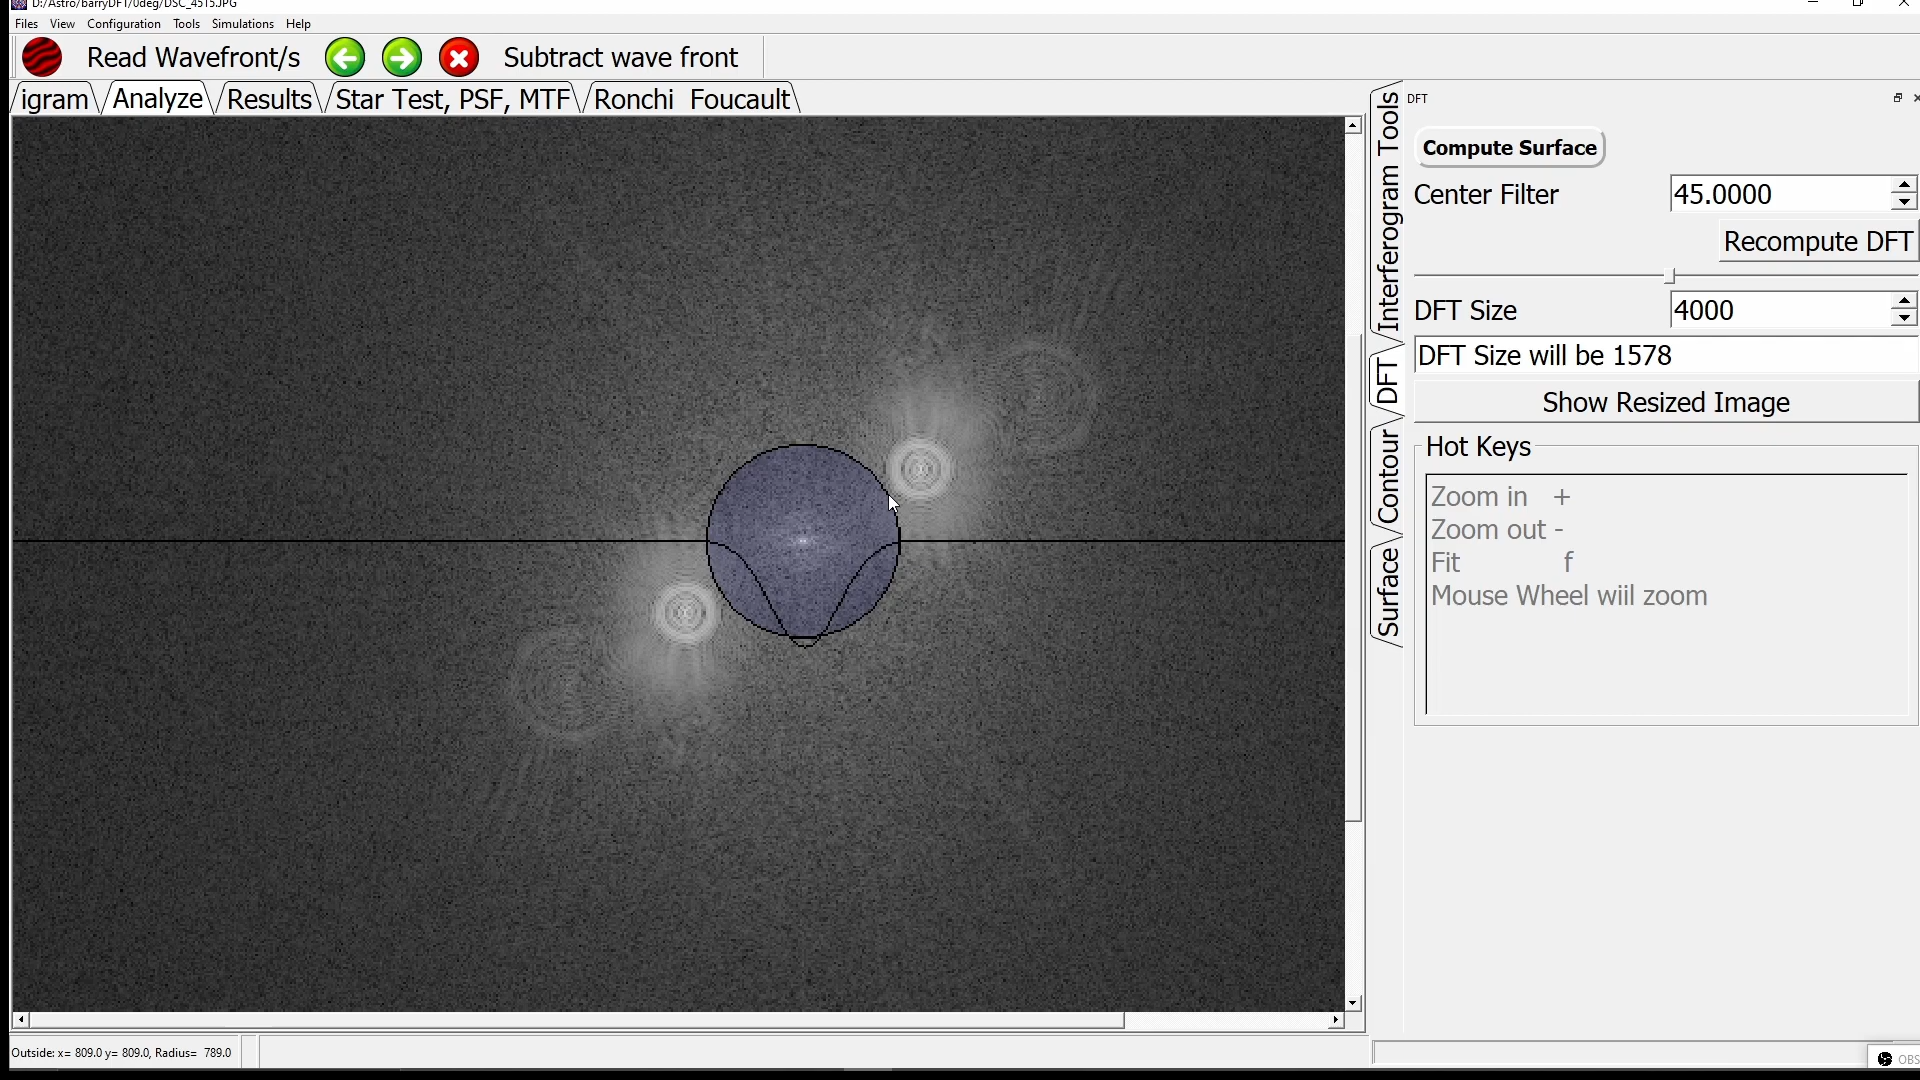 D:/Astro/barryDFT/0deg/DSC_4515.JPG
Files View Configuration Tools Simulations Help
Read Wavefront/s Subtract wave front
igram Analyze Results Star Test, PSF, MTF Ronchi Foucault
Interferogram Tools
DFT
Contour
Surface
DFT
Compute Surface
Center Filter 45.0000
Recompute DFT
DFT Size 4000
DFT Size will be 1578
Show Resized Image
Hot Keys
Zoom in +
Zoom out -
Fit f
Mouse Wheel wiil zoom
Outside: x= 809.0 y= 809.0, Radius= 789.0
OBS